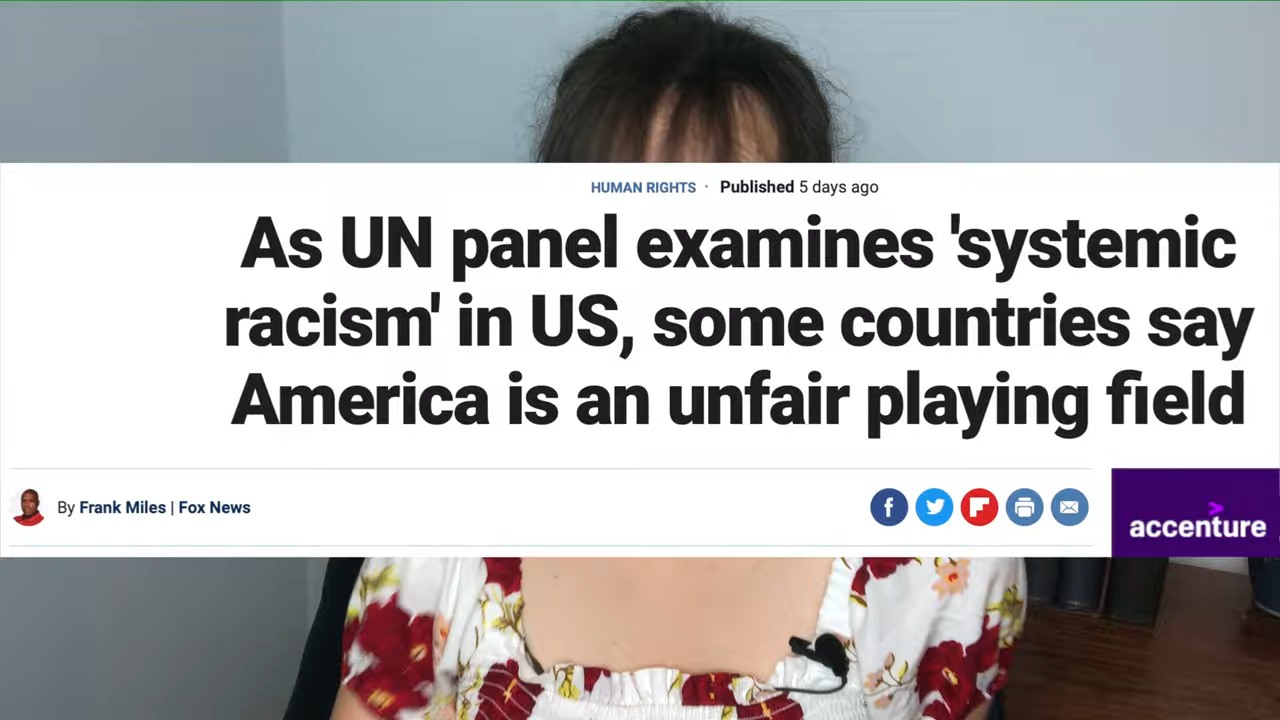 HUMAN RIGHTS · Published 5 days ago
As UN panel examines 'systemic
racism' in US, some countries say
America is an unfair playing field
By Frank Miles | Fox News
accenture